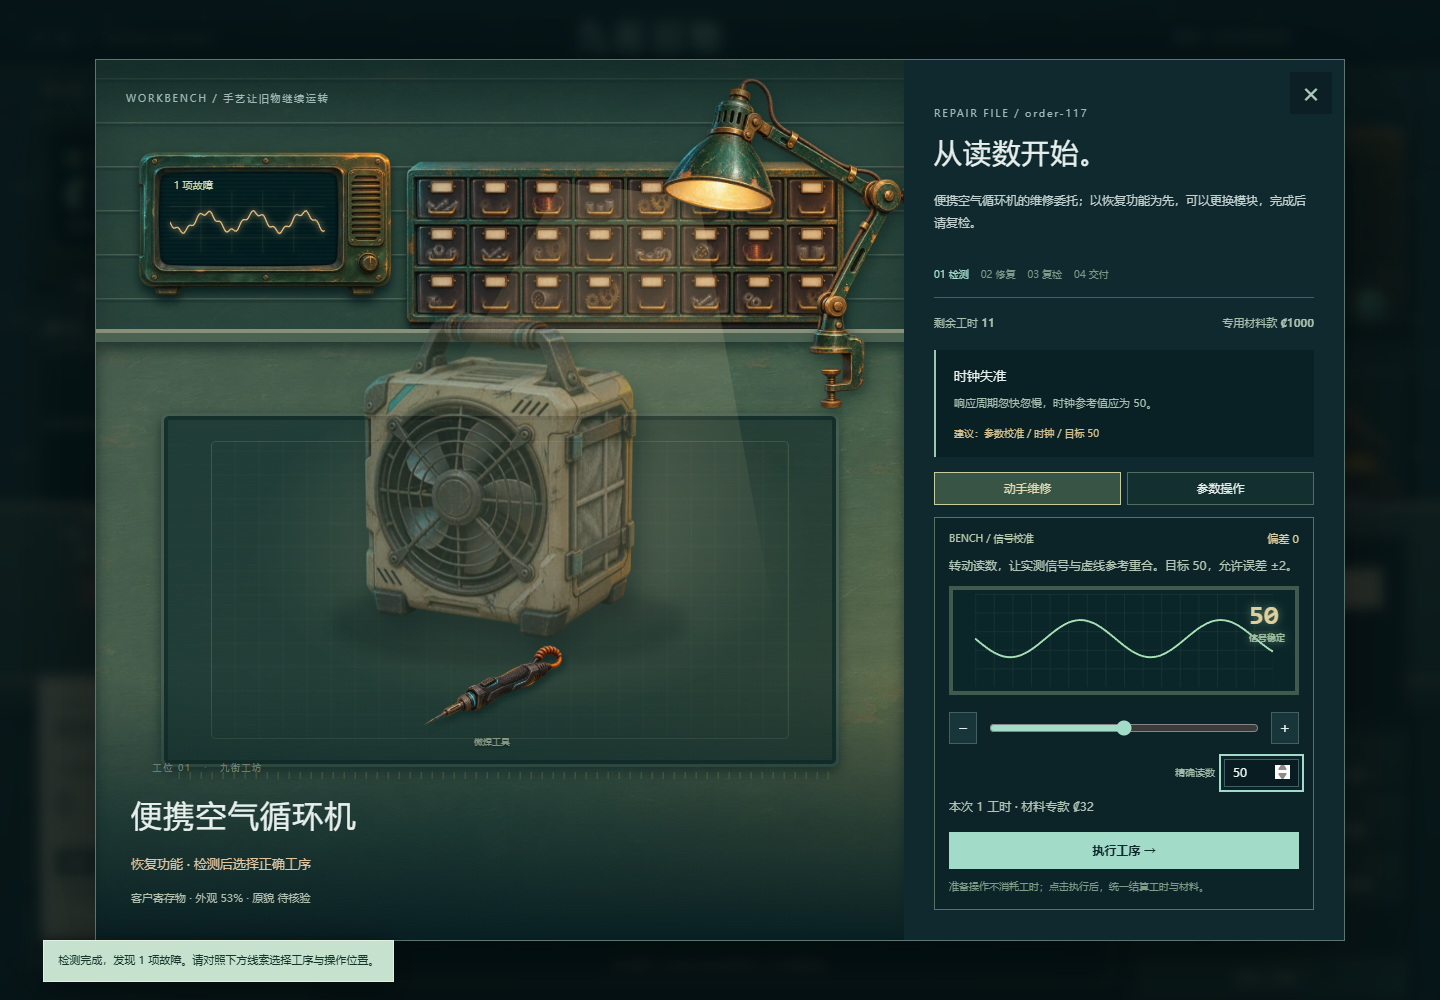 WORKBENCH / 手艺让旧物继续运转
1 项故障
微焊工具
工位 01 · 九衡工坊
便携空气循环机
恢复功能 · 检测后选择正确工序
客户寄存物 · 外观 53% · 原貌 待核验
检测完成，发现 1 项故障。请对照下方线索选择工序与操作位置。
×
REPAIR FILE / order-117
从读数开始。
便携空气循环机的维修委托；以恢复功能为先，可以更换模块，完成后
请复检。
01 检测 02 修复 03 复检 04 交付
剩余工时 11
专用材料款 ₡1000
时钟失准
响应周期忽快忽慢，时钟参考值应为 50。
建议：参数校准 / 时钟 / 目标 50
动手维修
参数操作
BENCH / 信号校准
偏差 0
转动读数，让实测信号与虚线参考重合。目标 50，允许误差 ±2。
50
信号稳定
−
+
精确读数 50
本次 1 工时 · 材料专款 ₡32
执行工序 →
准备操作不消耗工时；点击执行后，统一结算工时与材料。